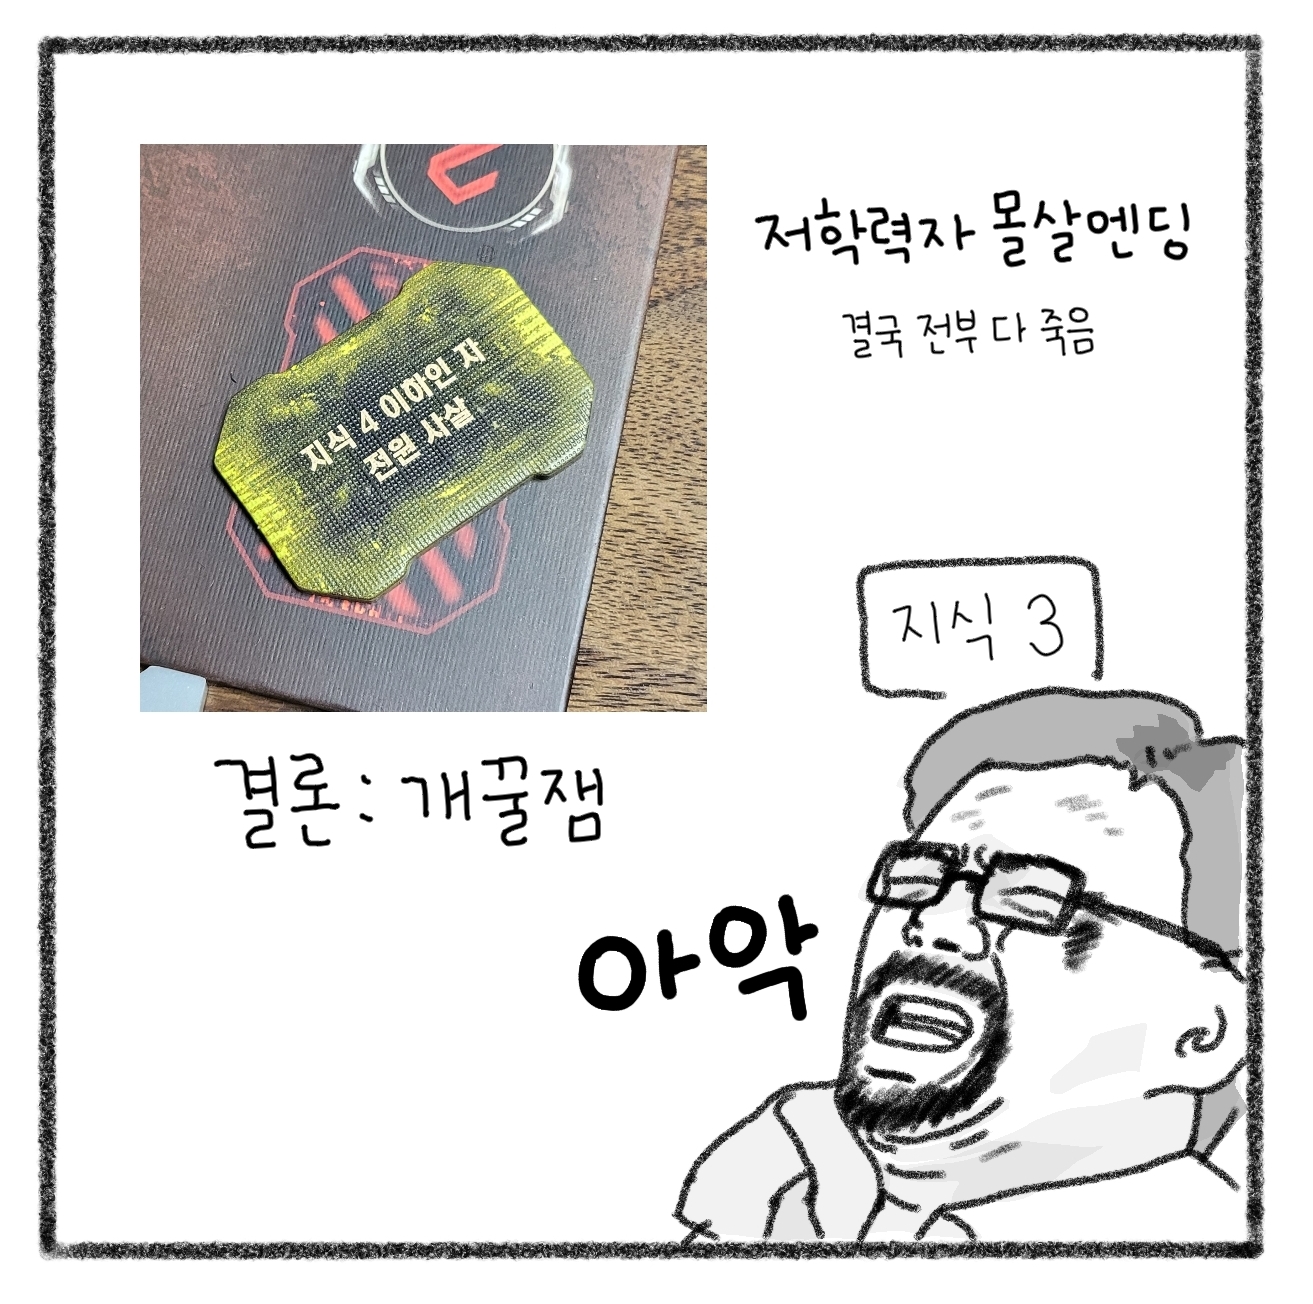 저학력자 몰살엔딩
결국 전부 다 죽음
지식 4 이하인 자
전원 사살
지식 3
결론 : 개꿀잼
아악